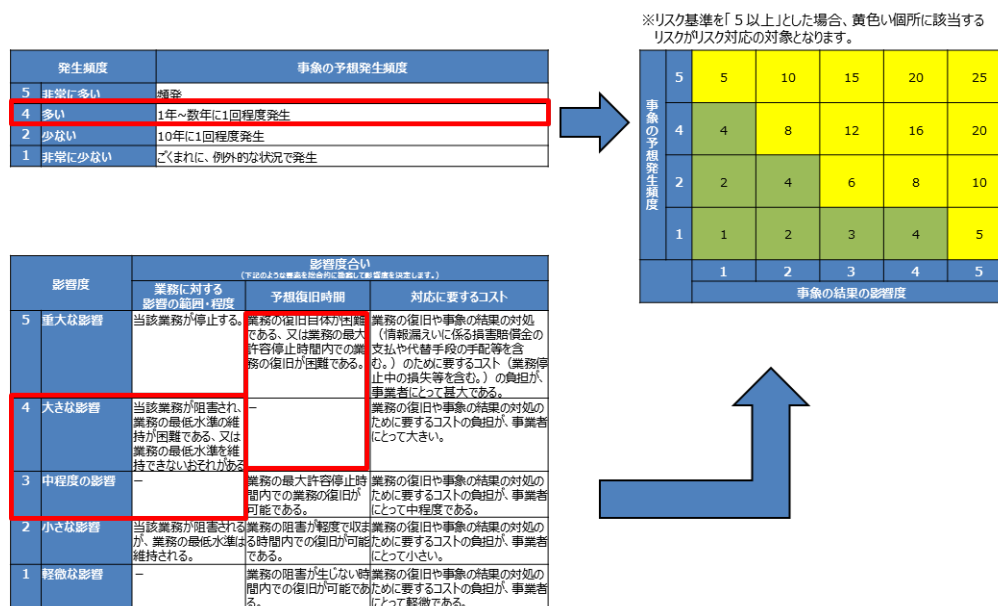 ※リスク基準を「５以上」とした場合、黄色い個所に該当する
リスクがリスク対応の対象となります。
発生頻度
事象の予想発生頻度
5 非常に多い 頻発
4 多い 1年~数年に1回程度発生
2 少ない 10年に1回程度発生
1 非常に少ない ごくまれに、例外的な状況で発生
事象の予想発生頻度
5 5 10 15 20 25
4 4 8 12 16 20
2 2 4 6 8 10
1 1 2 3 4 5
1 2 3 4 5
事象の結果の影響度
影響度
影響度合い
(下記のような要素を総合的に勘案して影響度を決定します。)
業務に対する
影響の範囲・程度
予想復旧時間
対応に要するコスト
5 重大な影響
当該業務が停止する。
業務の復旧自体が困難
である、又は業務の最大
許容停止時間内での業
務の復旧が困難である。
業務の復旧や事象の結果の対処
（情報漏えいに係る損害賠償金の
支払や代替手段の手配等を含
む。）のために要するコスト（業務停
止中の損失等を含む。）の負担が、
事業者にとって甚大である。
4 大きな影響
当該業務が阻害され、
業務の最低水準の維
持が困難である、又は
業務の最低水準を維
持できないおそれがある
－
業務の復旧や事象の結果の対処の
ために要するコストの負担が、事業者
にとって大きい。
3 中程度の影響
－
業務の最大許容停止時
間内での業務の復旧が
可能である。
業務の復旧や事象の結果の対処の
ために要するコストの負担が、事業者
にとって中程度である。
2 小さな影響
当該業務が阻害される
が、業務の最低水準は
維持される。
業務の阻害が軽度で収ま
る時間内での復旧が可能
である。
業務の復旧や事象の結果の対処の
ために要するコストの負担が、事業者
にとって小さい。
1 軽微な影響
－
業務の阻害が生じない時
間内での復旧が可能であ
る。
業務の復旧や事象の結果の対処の
ために要するコストの負担が、事業者
にとって軽微である。